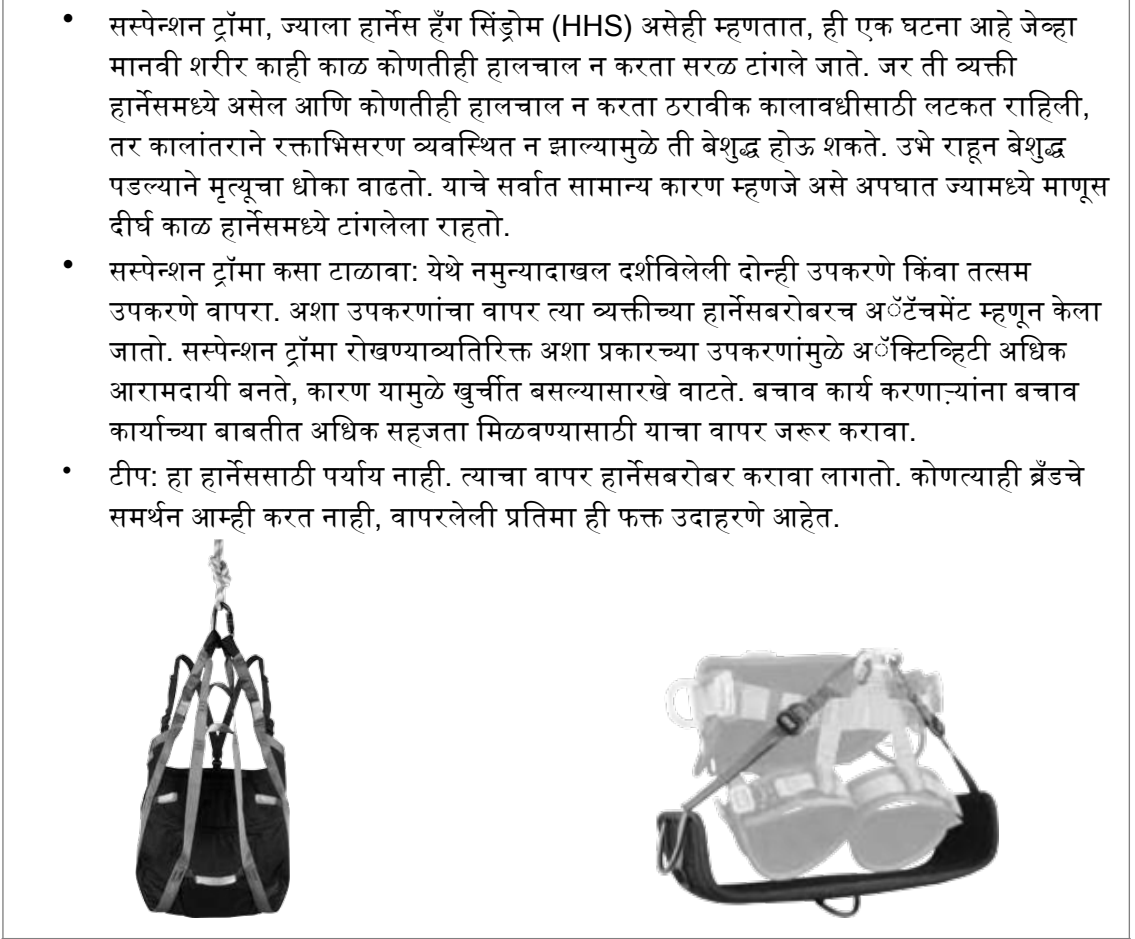 • सस्पेन्शन ट्रॉमा, ज्याला हार्नेस हँग सिंड्रोम (HHS) असेही म्हणतात, ही एक घटना आहे जेव्हा
मानवी शरीर काही काळ कोणतीही हालचाल न करता सरळ टांगले जाते. जर ती व्यक्ती
हार्नेसमध्ये असेल आणि कोणतीही हालचाल न करता ठरावीक कालावधीसाठी लटकत राहिली,
तर कालांतराने रक्ताभिसरण व्यवस्थित न झाल्यामुळे ती बेशुद्ध होऊ शकते. उभे राहून बेशुद्ध
पडल्याने मृत्यूचा धोका वाढतो. याचे सर्वात सामान्य कारण म्हणजे असे अपघात ज्यामध्ये माणूस
दीर्घ काळ हार्नेसमध्ये टांगलेला राहतो.
• सस्पेन्शन ट्रॉमा कसा टाळावा: येथे नमुन्यादाखल दर्शविलेली दोन्ही उपकरणे किंवा तत्सम
उपकरणे वापरा. अशा उपकरणांचा वापर त्या व्यक्तीच्या हार्नेसबरोबरच अॅटॅचमेंट म्हणून केला
जातो. सस्पेन्शन ट्रॉमा रोखण्याव्यतिरिक्त अशा प्रकारच्या उपकरणांमुळे अॅक्टिव्हिटी अधिक
आरामदायी बनते, कारण यामुळे खुर्चीत बसल्यासारखे वाटते. बचाव कार्य करणाऱ्यांना बचाव
कार्याच्या बाबतीत अधिक सहजता मिळवण्यासाठी याचा वापर जरूर करावा.
• टीप: हा हार्नेससाठी पर्याय नाही. त्याचा वापर हार्नेसबरोबर करावा लागतो. कोणत्याही ब्रँडचे
समर्थन आम्ही करत नाही, वापरलेली प्रतिमा ही फक्त उदाहरणे आहेत.